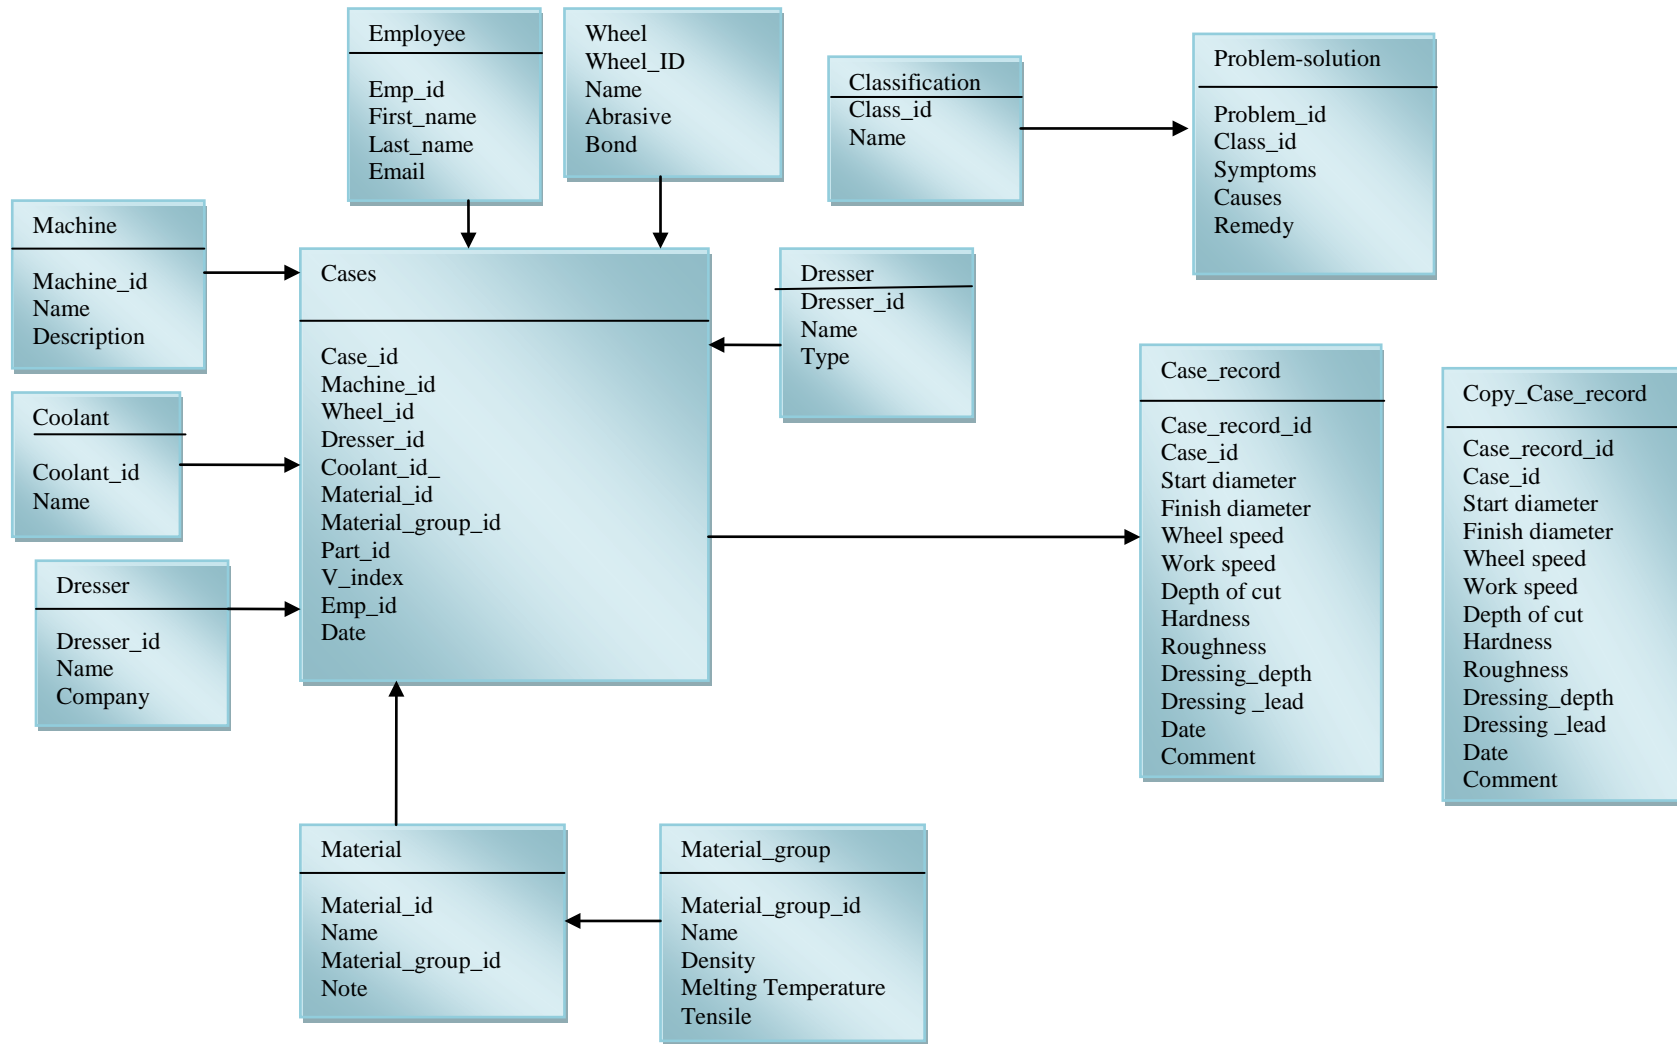 Employee
Emp_id
First_name
Last_name
Email
Wheel
Wheel_ID
Name
Abrasive
Bond
Classification
Class_id
Name
Problem-solution
Problem_id
Class_id
Symptoms
Causes
Remedy
Machine
Machine_id
Name
Description
Cases
Case_id
Machine_id
Wheel_id
Dresser_id
Coolant_id_
Material_id
Material_group_id
Part_id
V_index
Emp_id
Date
Dresser
Dresser_id
Name
Type
Coolant
Coolant_id
Name
Dresser
Dresser_id
Name
Company
Case_record
Case_record_id
Case_id
Start diameter
Finish diameter
Wheel speed
Work speed
Depth of cut
Hardness
Roughness
Dressing_depth
Dressing _lead
Date
Comment
Copy_Case_record
Case_record_id
Case_id
Start diameter
Finish diameter
Wheel speed
Work speed
Depth of cut
Hardness
Roughness
Dressing_depth
Dressing _lead
Date
Comment
Material
Material_id
Name
Material_group_id
Note
Material_group
Material_group_id
Name
Density
Melting Temperature
Tensile